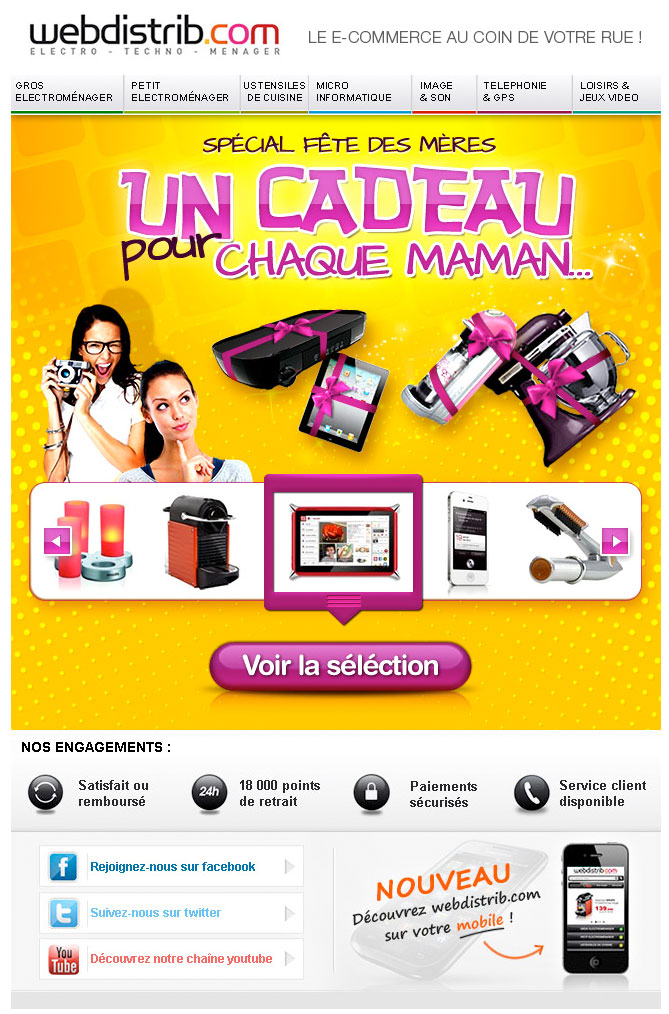 webdistrib.com
ELECTRO - TECHNO - MENAGER
LE E-COMMERCE AU COIN DE VOTRE RUE !
GROS
ELECTROMÉNAGER
PETIT
ELECTROMÉNAGER
USTENSILES
DE CUISINE
MICRO
INFORMATIQUE
IMAGE
& SON
TELEPHONIE
& GPS
LOISIRS &
JEUX VIDEO
SPÉCIAL FÊTE DES MÈRES
UN CADEAU
pour CHAQUE MAMAN...
Voir la séléction
NOS ENGAGEMENTS :
Satisfait ou
remboursé
24h
18 000 points
de retrait
Paiements
sécurisés
Service client
disponible
Rejoignez-nous sur facebook
Suivez-nous sur twitter
You Tube
Découvrez notre chaîne youtube
NOUVEAU
Découvrez webdistrib.com
sur votre mobile !
webdistrib.com
139